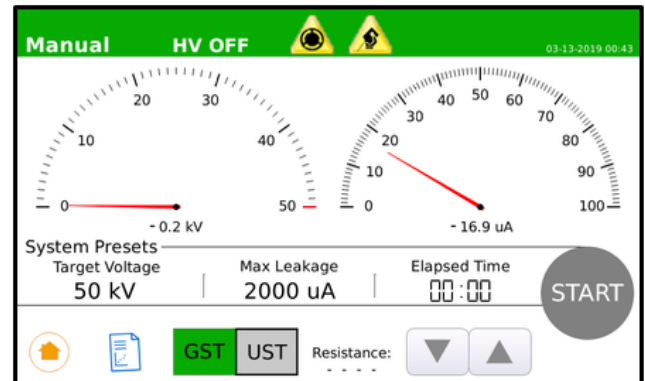 Manual HV OFF 03-13-2019 00:43
0 10 20 30 40 50
- 0.2 kV
0 10 20 30 40 50 60 70 80 90 100
- 16.9 uA
System Presets
Target Voltage
50 kV
Max Leakage
2000 uA
Elapsed Time
00:00
START
GST UST Resistance:
- - - -